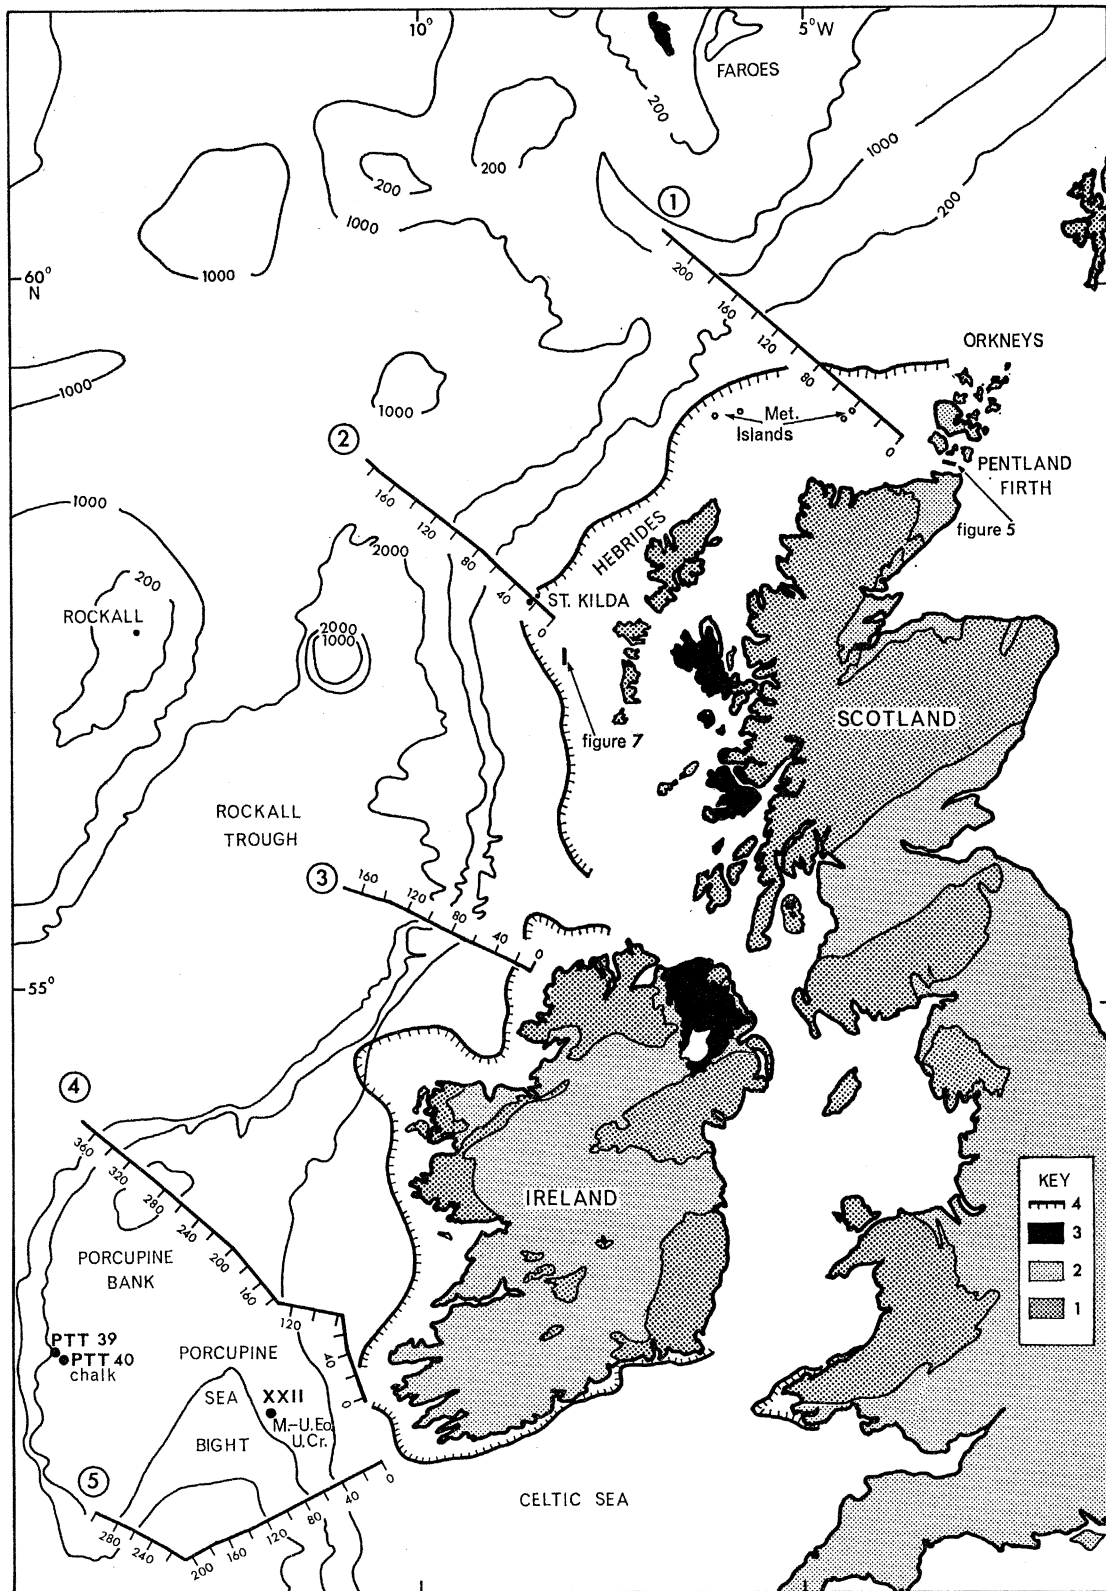 10°
5°W
FAROES
200
200
200
1000
1000
200
1000
1
60°
N
200
160
120
80
0
ORKNEYS
Met.
Islands
1000
1000
2
160
120
80
40
0
PENTLAND
FIRTH
figure 5
HEBRIDES
1000
2000
200
ROCKALL
ST. KILDA
2000
1000
figure 7
SCOTLAND
ROCKALL
TROUGH
3
160
120
80
40
0
55°
4
360
320
280
240
200
160
120
40
0
IRELAND
KEY
4
3
2
1
PORCUPINE
BANK
PTT 39
PTT 40
chalk
PORCUPINE
SEA
BIGHT
XXII
M.-U.Eo.
U.Cr.
5
280
240
200
160
120
80
40
0
CELTIC SEA